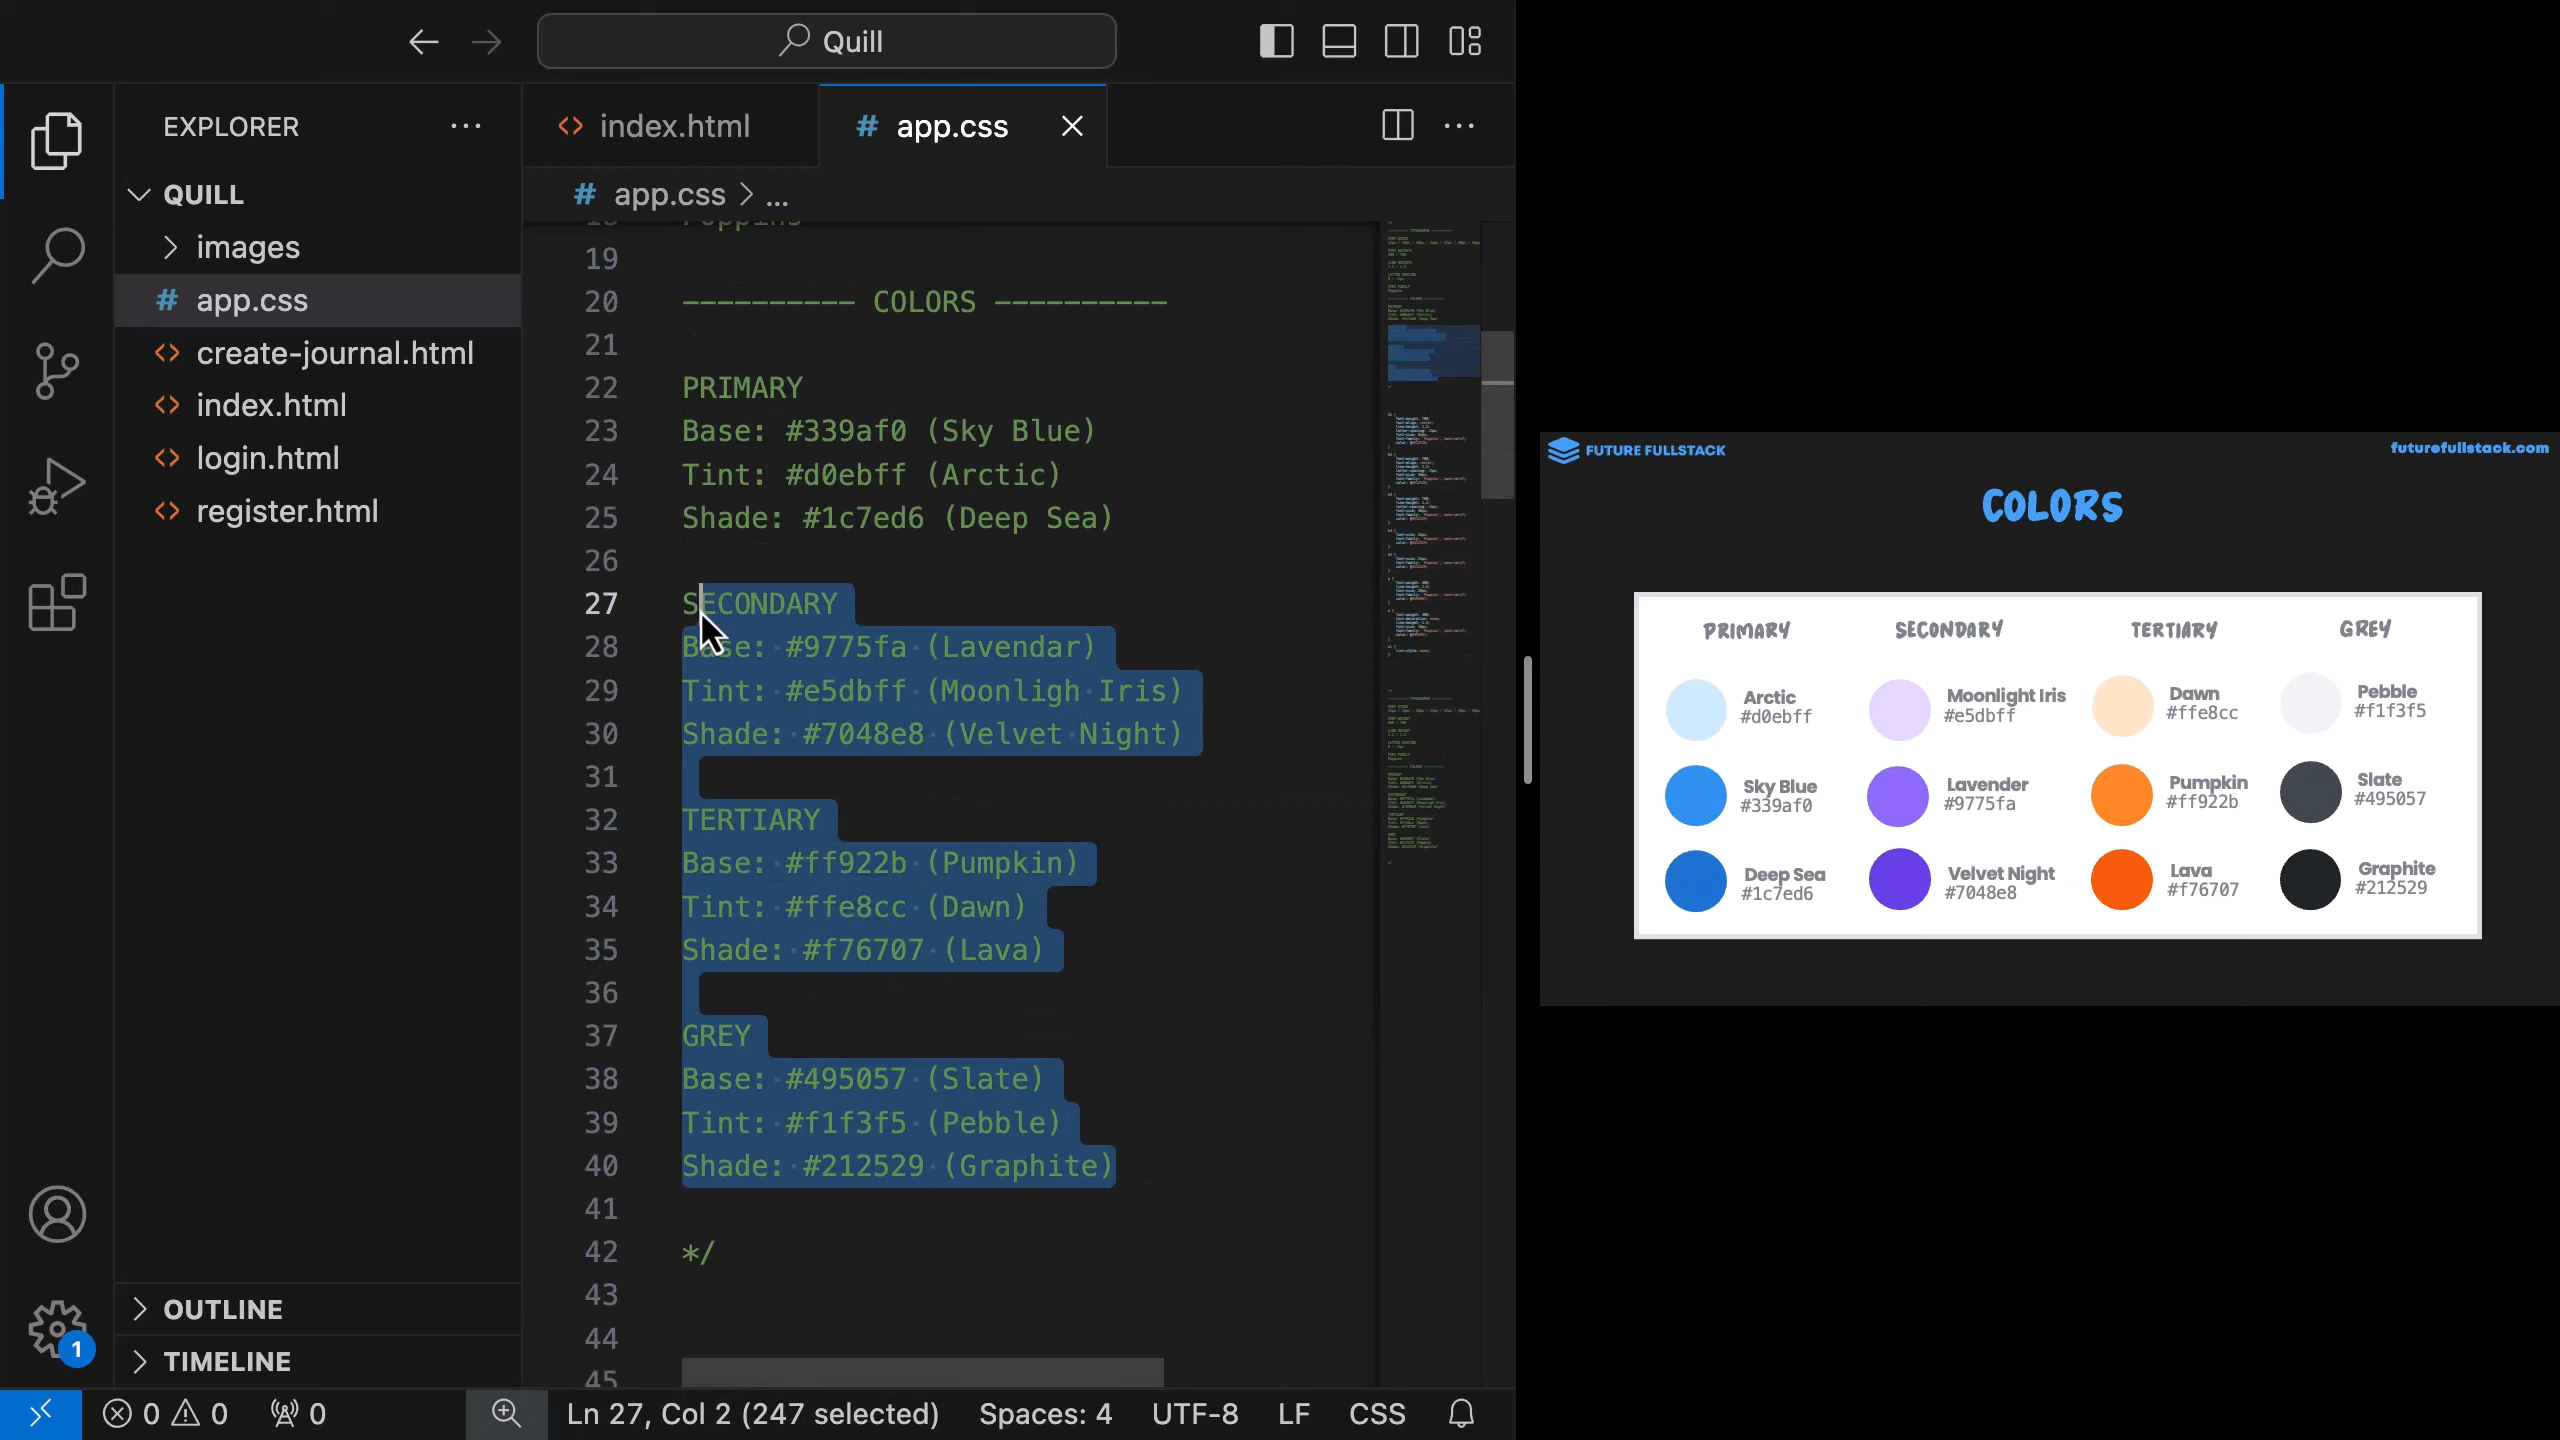 Quill
EXPLORER
QUILL
images
app.css
create-journal.html
index.html
login.html
register.html
OUTLINE
TIMELINE
index.html
app.css
app.css > ...
18 Poppins
19
20 ---------- COLORS ----------
21
22 PRIMARY
23 Base: #339af0 (Sky Blue)
24 Tint: #d0ebff (Arctic)
25 Shade: #1c7ed6 (Deep Sea)
26
27 SECONDARY
28 Base: #9775fa (Lavendar)
29 Tint: #e5dbff (Moonligh Iris)
30 Shade: #7048e8 (Velvet Night)
31
32 TERTIARY
33 Base: #ff922b (Pumpkin)
34 Tint: #ffe8cc (Dawn)
35 Shade: #f76707 (Lava)
36
37 GREY
38 Base: #495057 (Slate)
39 Tint: #f1f3f5 (Pebble)
40 Shade: #212529 (Graphite)
41
42 */
43
44
45
1
0 0 0
Ln 27, Col 2 (247 selected) Spaces: 4 UTF-8 LF CSS
FUTURE FULLSTACK
futurefullstack.com
COLORS
PRIMARY SECONDARY TERTIARY GREY
Arctic
#d0ebff
Moonlight Iris
#e5dbff
Dawn
#ffe8cc
Pebble
#f1f3f5
Sky Blue
#339af0
Lavender
#9775fa
Pumpkin
#ff922b
Slate
#495057
Deep Sea
#1c7ed6
Velvet Night
#7048e8
Lava
#f76707
Graphite
#212529